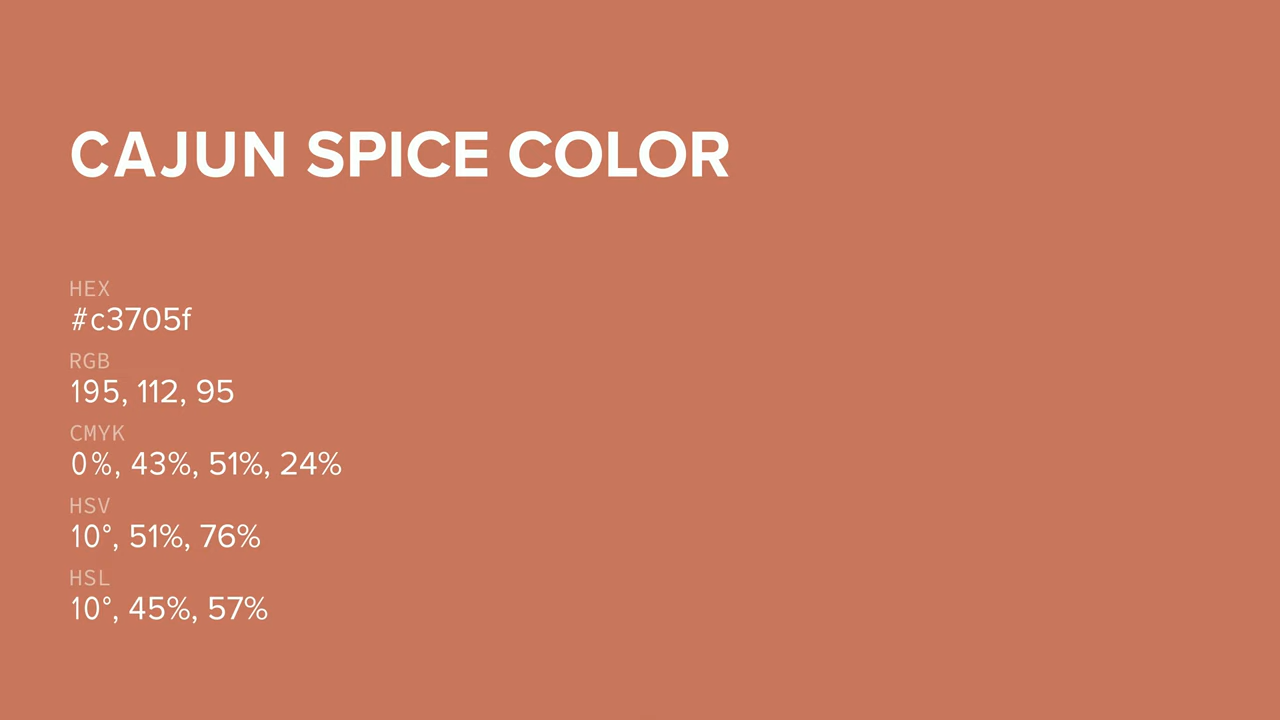 CAJUN SPICE COLOR
HEX
#c3705f
RGB
195, 112, 95
CMYK
0%, 43%, 51%, 24%
HSV
10°, 51%, 76%
HSL
10°, 45%, 57%